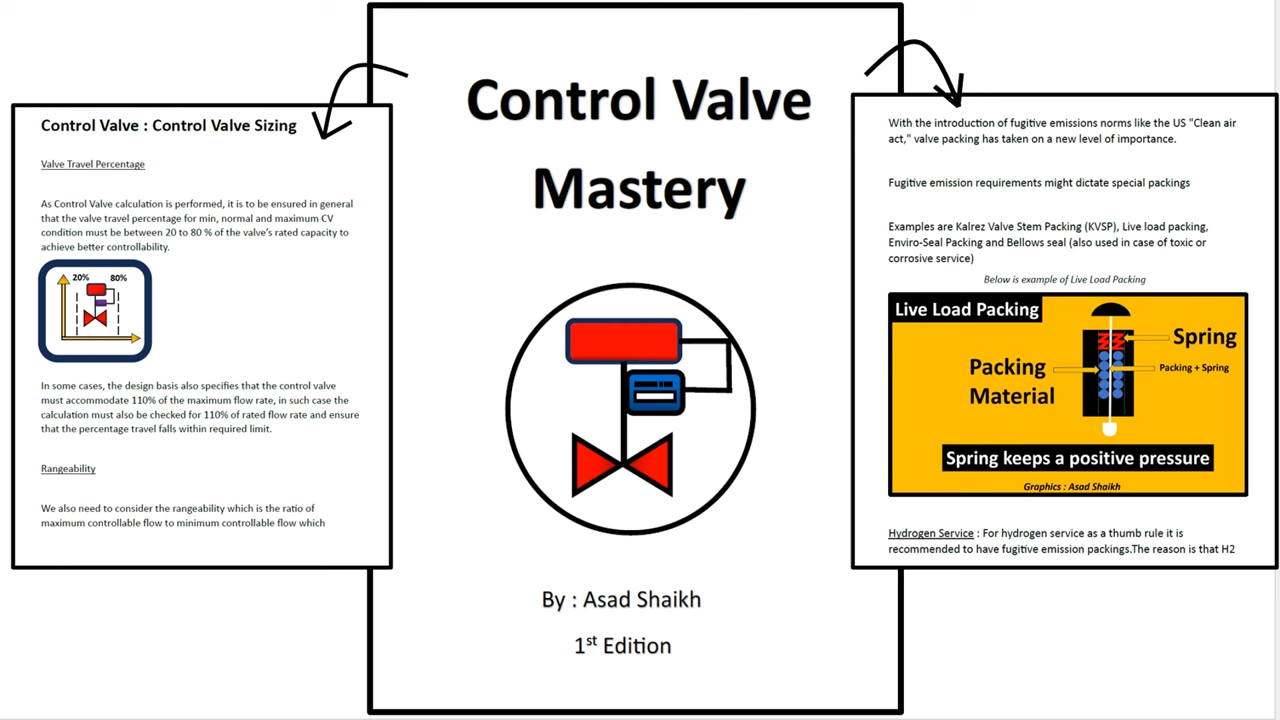 Control Valve : Control Valve Sizing
Valve Travel Percentage
As Control Valve calculation is performed, it is to be ensured in general
that the valve travel percentage for min, normal and maximum CV
condition must be between 20 to 80 % of the valve's rated capacity to
achieve better controllability.
20% 80%
In some cases, the design basis also specifies that the control valve
must accommodate 110% of the maximum flow rate, in such case the
calculation must also be checked for 110% of rated flow rate and ensure
that the percentage travel falls within required limit.
Rangeability
We also need to consider the rangeability which is the ratio of
maximum controllable flow to minimum controllable flow which
Control Valve
Mastery
By : Asad Shaikh
1st Edition
With the introduction of fugitive emissions norms like the US "Clean air
act," valve packing has taken on a new level of importance.
Fugitive emission requirements might dictate special packings
Examples are Kalrez Valve Stem Packing (KVSP), Live load packing,
Enviro-Seal Packing and Bellows seal (also used in case of toxic or
corrosive service)
Below is example of Live Load Packing
Live Load Packing
Spring
Packing
Material
Packing + Spring
Spring keeps a positive pressure
Graphics : Asad Shaikh
Hydrogen Service : For hydrogen service as a thumb rule it is
recommended to have fugitive emission packings.The reason is that H2